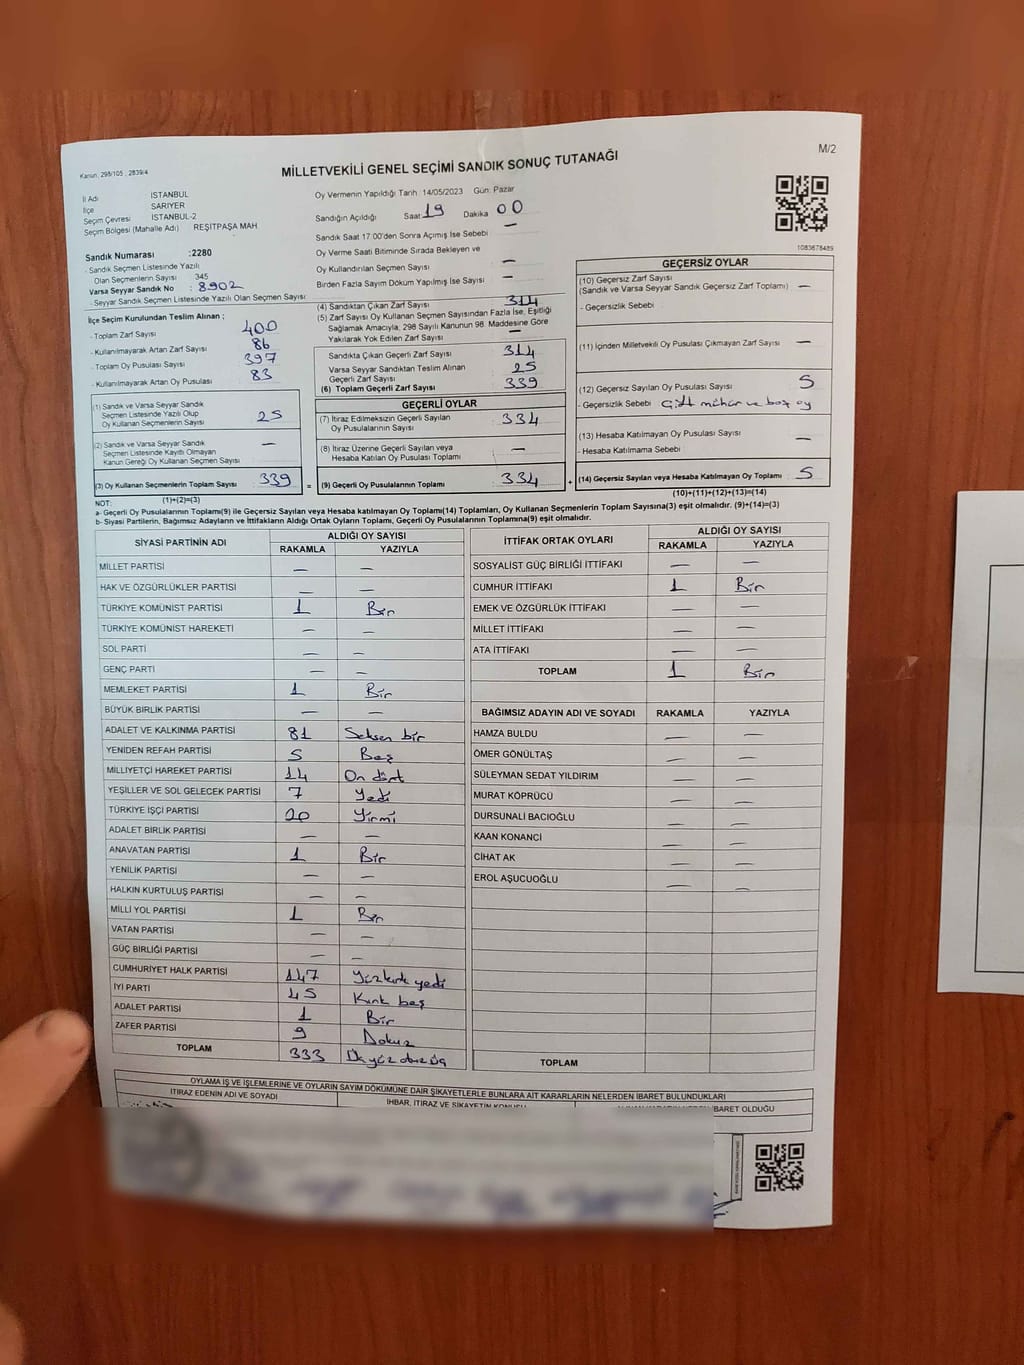 M/2
Kanun: 298/105 , 2839/4
MİLLETVEKİLİ GENEL SEÇİMİ SANDIK SONUÇ TUTANAĞI
İl Adı İSTANBUL
İlçe SARIYER
Seçim Çevresi İSTANBUL-2
Seçim Bölgesi (Mahalle Adı) REŞİTPAŞA MAH
Sandık Numarası :2280
- Sandık Seçmen Listesinde Yazılı
Olan Seçmenlerin Sayısı 345
Varsa Seyyar Sandık No : 8902
- Seyyar Sandık Seçmen Listesinde Yazılı Olan Seçmen Sayısı
Oy Vermenin Yapıldığı Tarih :14/05/2023 Gün: Pazar
Sandığın Açıldığı Saat 19 Dakika 00
Sandık Saat 17:00'den Sonra Açımış İse Sebebi —
Oy Verme Saati Bitiminde Sırada Bekleyen ve
Oy Kullandırılan Seçmen Sayısı —
Birden Fazla Sayım Döküm Yapılmış İse Sayısı —
1083678489
İlçe Seçim Kurulundan Teslim Alınan ;
- Toplam Zarf Sayısı 400
- Kullanılmayarak Artan Zarf Sayısı 86
- Toplam Oy Pusulası Sayısı 397
- Kullanılmayarak Artan Oy Pusulası 83
(1) Sandık ve Varsa Seyyar Sandık
Seçmen Listesinde Yazılı Olup
Oy Kullanan Seçmenlerin Sayısı 25
(2) Sandık ve Varsa Seyyar Sandık
Seçmen Listesinde Kayıtlı Olmayan
Kanun Gereği Oy Kullanan Seçmen Sayısı : —
(3) Oy Kullanan Seçmenlerin Toplam Sayısı : 339
(1)+(2)=(3)
(4) Sandıktan Çıkan Zarf Sayısı 314
(5) Zarf Sayısı Oy Kullanan Seçmen Sayısından Fazla İse, Eşitliği
Sağlamak Amacıyla, 298 Sayılı Kanunun 98. Maddesine Göre
Yakılarak Yok Edilen Zarf Sayısı : —
Sandıkta Çıkan Geçerli Zarf Sayısı 314
Varsa Seyyar Sandıktan Teslim Alınan
Geçerli Zarf Sayısı 25
(6) Toplam Geçerli Zarf Sayısı 339
GEÇERLİ OYLAR
(7) İtiraz Edilmeksizin Geçerli Sayılan
Oy Pusulalarının Sayısı : 334
(8) İtiraz Üzerine Geçerli Sayılan veya
Hesaba Katılan Oy Pusulası Toplamı —
= (9) Geçerli Oy Pusulalarının Toplamı : 334
GEÇERSİZ OYLAR
(10) Geçersiz Zarf Sayısı
(Sandık ve Varsa Seyyar Sandık Geçersiz Zarf Toplamı) —
- Geçersizlik Sebebi :
(11) İçinden Milletvekili Oy Pusulası Çıkmayan Zarf Sayısı : —
(12) Geçersiz Sayılan Oy Pusulası Sayısı 5
- Geçersizlik Sebebi Çift mühür ve boş oy
(13) Hesaba Katılmayan Oy Pusulası Sayısı —
- Hesaba Katılmama Sebebi :
+ (14) Geçersiz Sayılan veya Hesaba Katılmayan Oy Toplamı : 5
(10)+(11)+(12)+(13)=(14)
NOT:
a- Geçerli Oy Pusulalarının Toplamı(9) ile Geçersiz Sayılan veya Hesaba katılmayan Oy Toplamı(14) Toplamları, Oy Kullanan Seçmenlerin Toplam Sayısına(3) eşit olmalıdır. (9)+(14)=(3)
b- Siyasi Partilerin, Bağımsız Adayların ve İttifakların Aldığı Ortak Oyların Toplamı, Geçerli Oy Pusulalarının Toplamına(9) eşit olmalıdır.
SİYASİ PARTİNİN ADI ALDIĞI OY SAYISI
RAKAMLA YAZIYLA
MİLLET PARTİSİ — —
HAK VE ÖZGÜRLÜKLER PARTİSİ — —
TÜRKİYE KOMÜNİST PARTİSİ 1 Bir
TÜRKİYE KOMÜNİST HAREKETİ — —
SOL PARTİ — —
GENÇ PARTİ — —
MEMLEKET PARTİSİ 1 Bir
BÜYÜK BİRLİK PARTİSİ — —
ADALET VE KALKINMA PARTİSİ 81 Seksen bir
YENİDEN REFAH PARTİSİ 5 Beş
MİLLİYETÇİ HAREKET PARTİSİ 14 On dört
YEŞİLLER VE SOL GELECEK PARTİSİ 7 Yedi
TÜRKİYE İŞÇİ PARTİSİ 20 Yirmi
ADALET BİRLİK PARTİSİ — —
ANAVATAN PARTİSİ 1 Bir
YENİLİK PARTİSİ — —
HALKIN KURTULUŞ PARTİSİ — —
MİLLİ YOL PARTİSİ 1 Bir
VATAN PARTİSİ — —
GÜÇ BİRLİĞİ PARTİSİ — —
CUMHURİYET HALK PARTİSİ 147 Yüzkırk yedi
İYİ PARTİ 45 Kırk beş
ADALET PARTİSİ 1 Bir
ZAFER PARTİSİ 9 Dokuz
TOPLAM 333 Üçyüz otuz üç
İTTİFAK ORTAK OYLARI ALDIĞI OY SAYISI
RAKAMLA YAZIYLA
SOSYALİST GÜÇ BİRLİĞİ İTTİFAKI — —
CUMHUR İTTİFAKI 1 Bir
EMEK VE ÖZGÜRLÜK İTTİFAKI — —
MİLLET İTTİFAKI — —
ATA İTTİFAKI — —
TOPLAM 1 Bir
BAĞIMSIZ ADAYIN ADI VE SOYADI RAKAMLA YAZIYLA
HAMZA BULDU — —
ÖMER GÖNÜLTAŞ — —
SÜLEYMAN SEDAT YILDIRIM — —
MURAT KÖPRÜCÜ — —
DURSUNALİ BACIOĞLU — —
KAAN KONANCİ — —
CİHAT AK — —
EROL AŞUCUOĞLU — —
TOPLAM
OYLAMA İŞ VE İŞLEMLERİNE VE OYLARIN SAYIM DÖKÜMÜNE DAİR ŞİKAYETLERLE BUNLARA AİT KARARLARIN NELERDEN İBARET BULUNDUKLARI
İTİRAZ EDENİN ADI VE SOYADI İHBAR, İTİRAZ VE ŞİKAYETİN KONUSU İBARET OLDUĞU